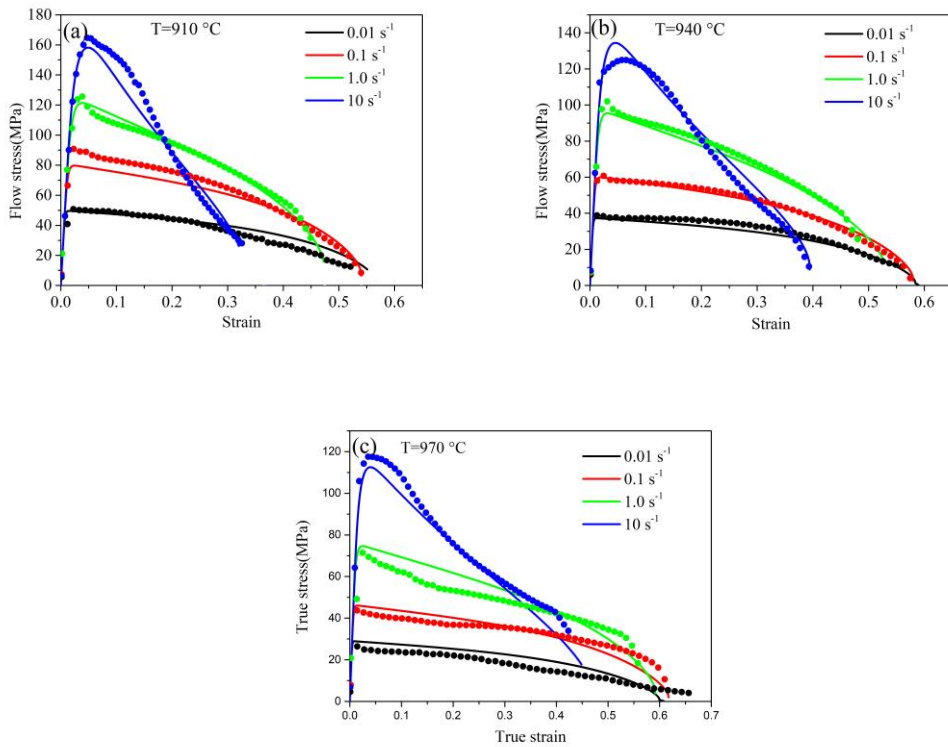 (a)
T=910 °C
0.01 s⁻¹
0.1 s⁻¹
1.0 s⁻¹
10 s⁻¹
Flow stress(MPa)
180
160
140
120
100
80
60
40
20
0
0.0 0.1 0.2 0.3 0.4 0.5 0.6
Strain
(b)
T=940 °C
0.01 s⁻¹
0.1 s⁻¹
1.0 s⁻¹
10 s⁻¹
Flow stress(MPa)
140
120
100
80
60
40
20
0
0.0 0.1 0.2 0.3 0.4 0.5 0.6
Strain
(c)
T=970 °C
0.01 s⁻¹
0.1 s⁻¹
1.0 s⁻¹
10 s⁻¹
True stress(MPa)
120
100
80
60
40
20
0
0.0 0.1 0.2 0.3 0.4 0.5 0.6 0.7
True strain